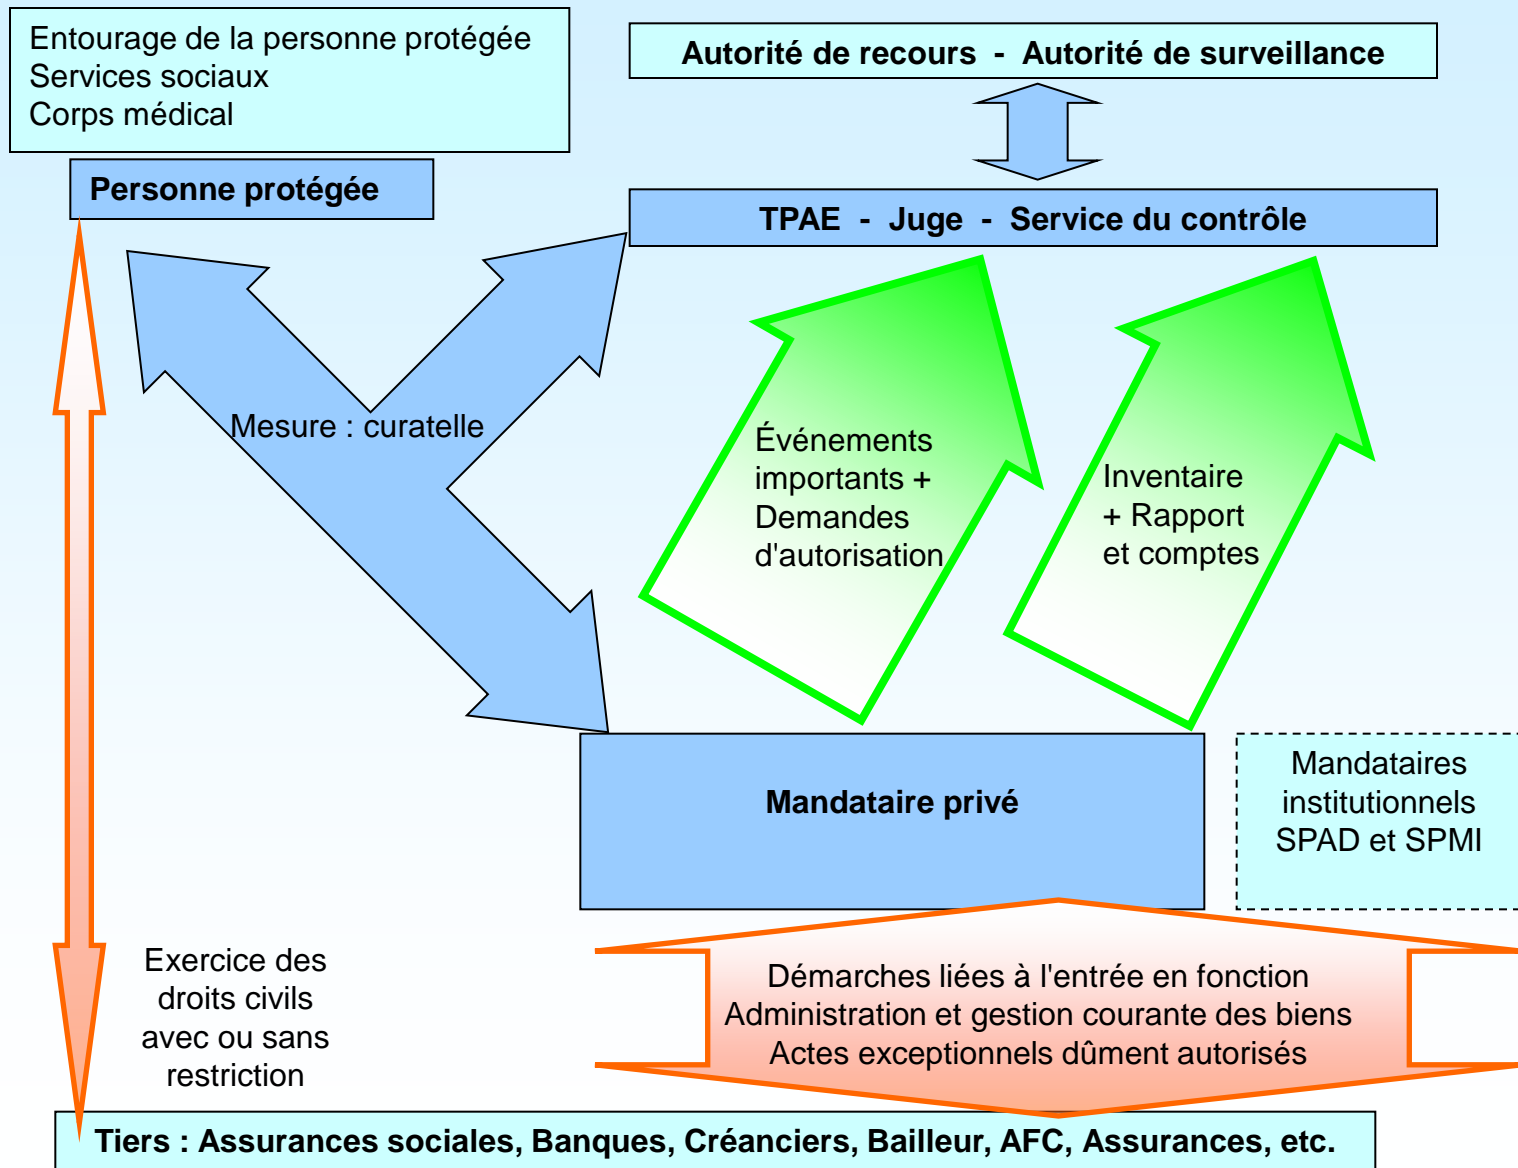 Entourage de la personne protégée
Services sociaux
Corps médical
Autorité de recours - Autorité de surveillance
Personne protégée
TPAE - Juge - Service du contrôle
Mesure : curatelle
Événements
importants +
Demandes
d'autorisation
Inventaire
+ Rapport
et comptes
Mandataire privé
Mandataires
institutionnels
SPAD et SPMI
Exercice des
droits civils
avec ou sans
restriction
Démarches liées à l'entrée en fonction
Administration et gestion courante des biens
Actes exceptionnels dûment autorisés
Tiers : Assurances sociales, Banques, Créanciers, Bailleur, AFC, Assurances, etc.